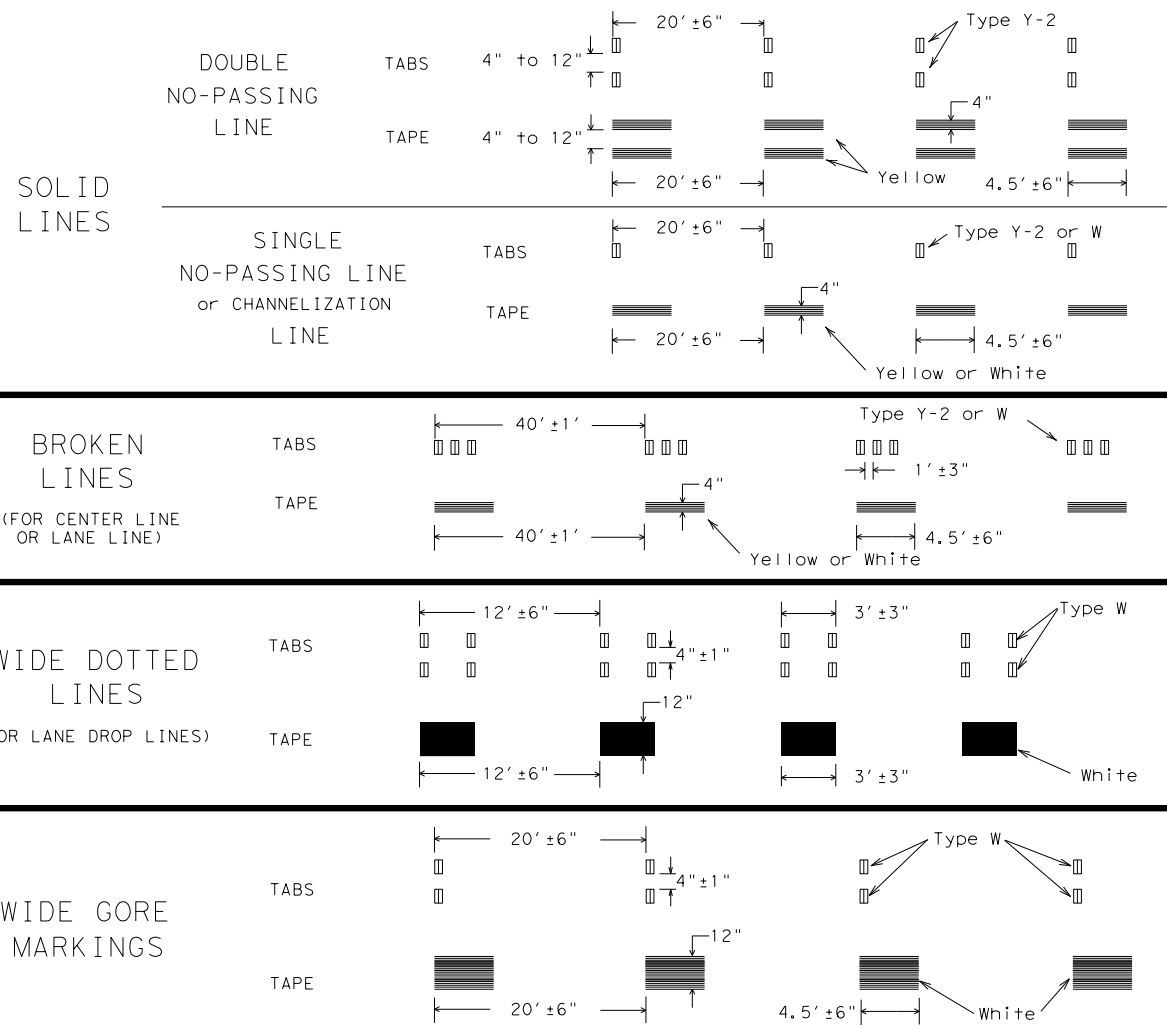 SOLID
LINES
DOUBLE
NO-PASSING
LINE
TABS
4" to 12"
20'±6"
Type Y-2
TAPE
4" to 12"
4"
20'±6"
Yellow
4.5'±6"
SINGLE
NO-PASSING LINE
or CHANNELIZATION
LINE
TABS
20'±6"
Type Y-2 or W
TAPE
4"
20'±6"
4.5'±6"
Yellow or White
BROKEN
LINES
(FOR CENTER LINE
OR LANE LINE)
TABS
40'±1'
Type Y-2 or W
1'±3"
TAPE
4"
40'±1'
4.5'±6"
Yellow or White
WIDE DOTTED
LINES
OR LANE DROP LINES)
TABS
12'±6"
3'±3"
Type W
4"±1"
TAPE
12"
12'±6"
3'±3"
White
WIDE GORE
MARKINGS
TABS
20'±6"
Type W
4"±1"
TAPE
12"
20'±6"
4.5'±6"
White